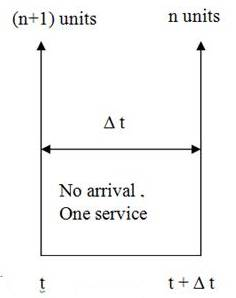 (n+1) units
n units
Δ t
No arrival ,
One service
t
t + Δ t